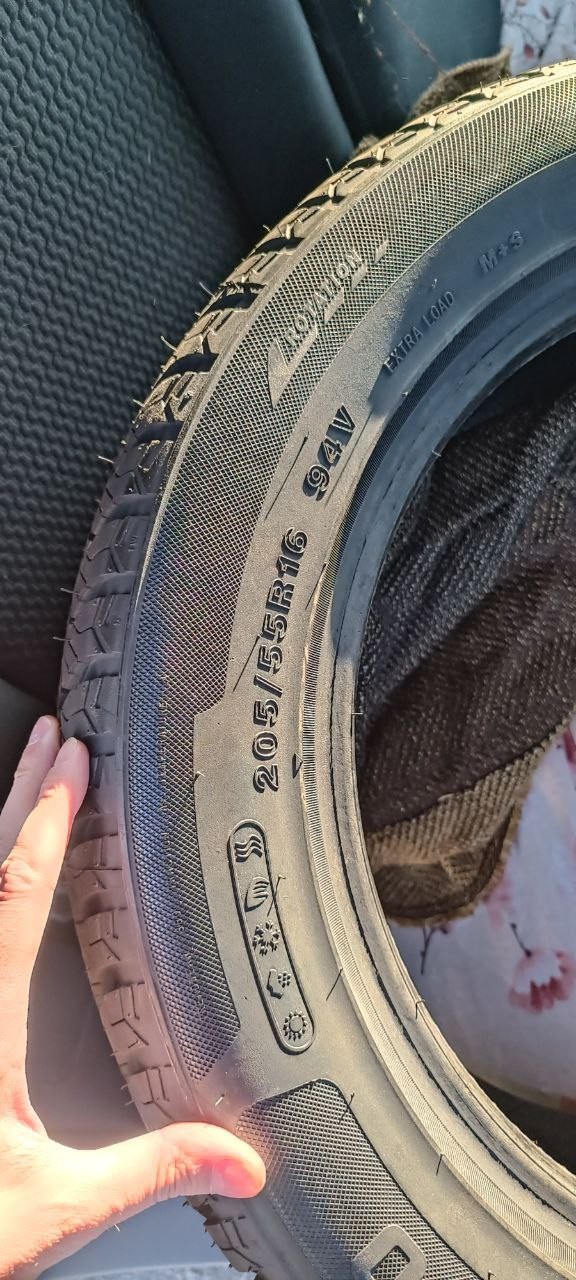 ROTATION
M+S
EXTRA LOAD
205/55R16 94V